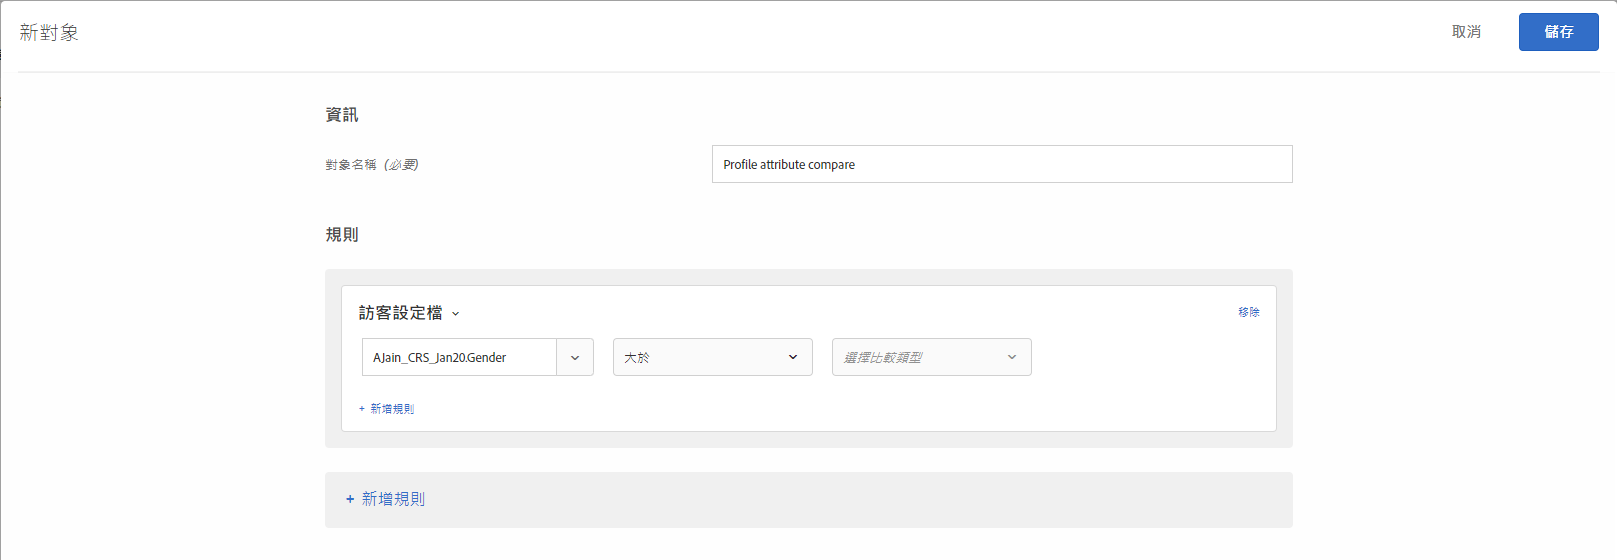 新對象
取消
儲存
資訊
對象名稱 (必要)
Profile attribute compare
規則
訪客設定檔
移除
AJain_CRS_Jan20.Gender
大於
選擇比較類型
+ 新增規則
+ 新增規則